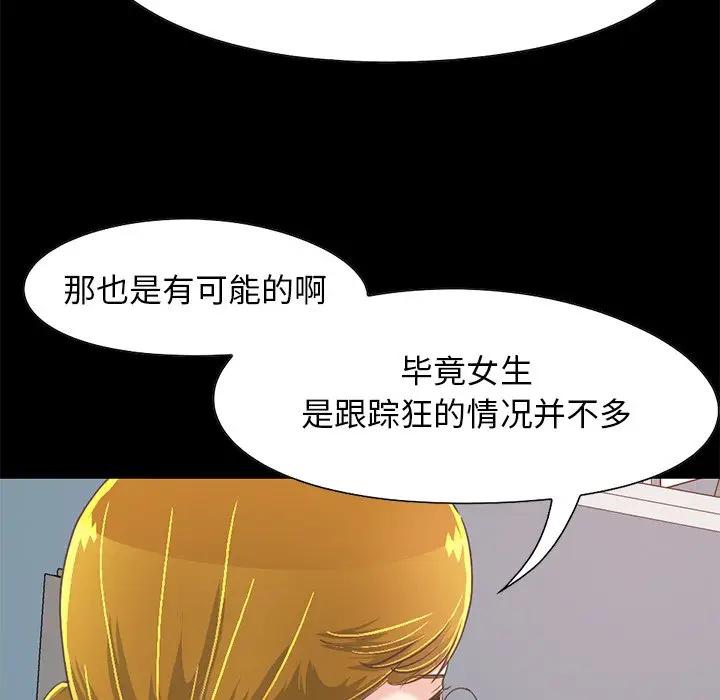 那也是有可能的啊
毕竟女生
是跟踪狂的情况并不多